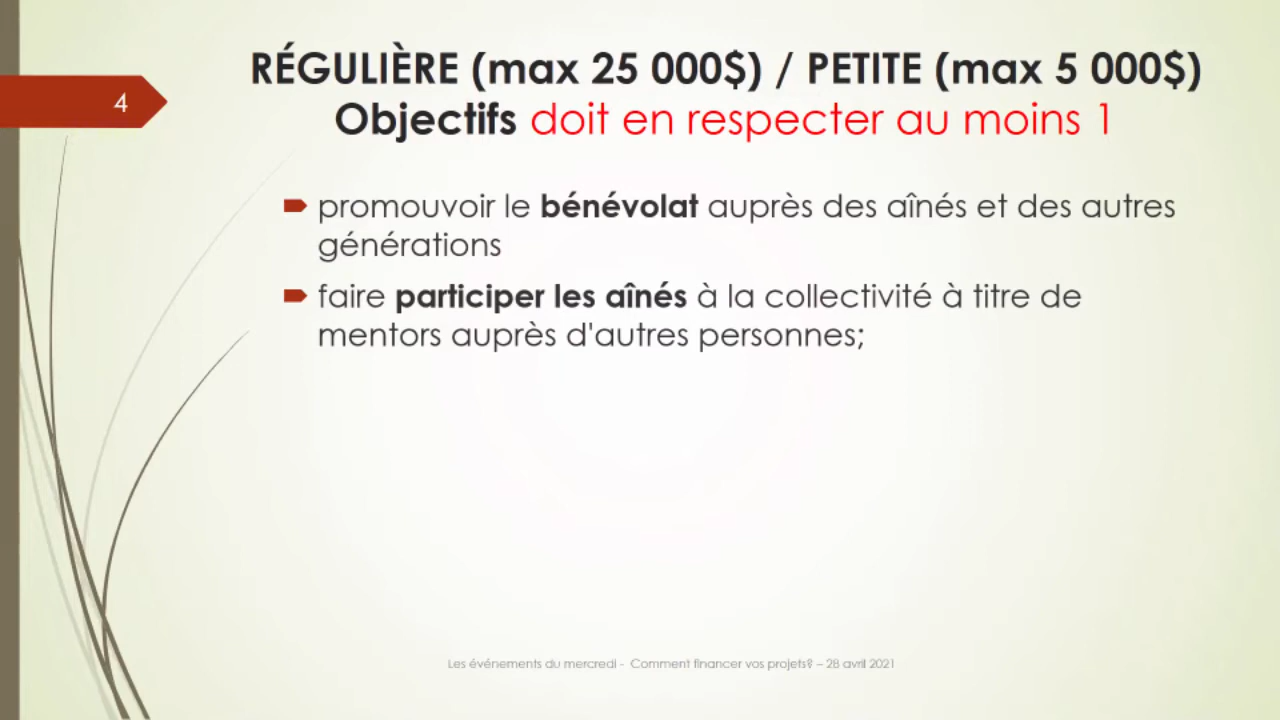 4
RÉGULIÈRE (max 25 000$) / PETITE (max 5 000$)
Objectifs doit en respecter au moins 1
promouvoir le bénévolat auprès des aînés et des autres
générations
faire participer les aînés à la collectivité à titre de
mentors auprès d'autres personnes;
Les événements du mercredi - Comment financer vos projets? – 28 avril 2021